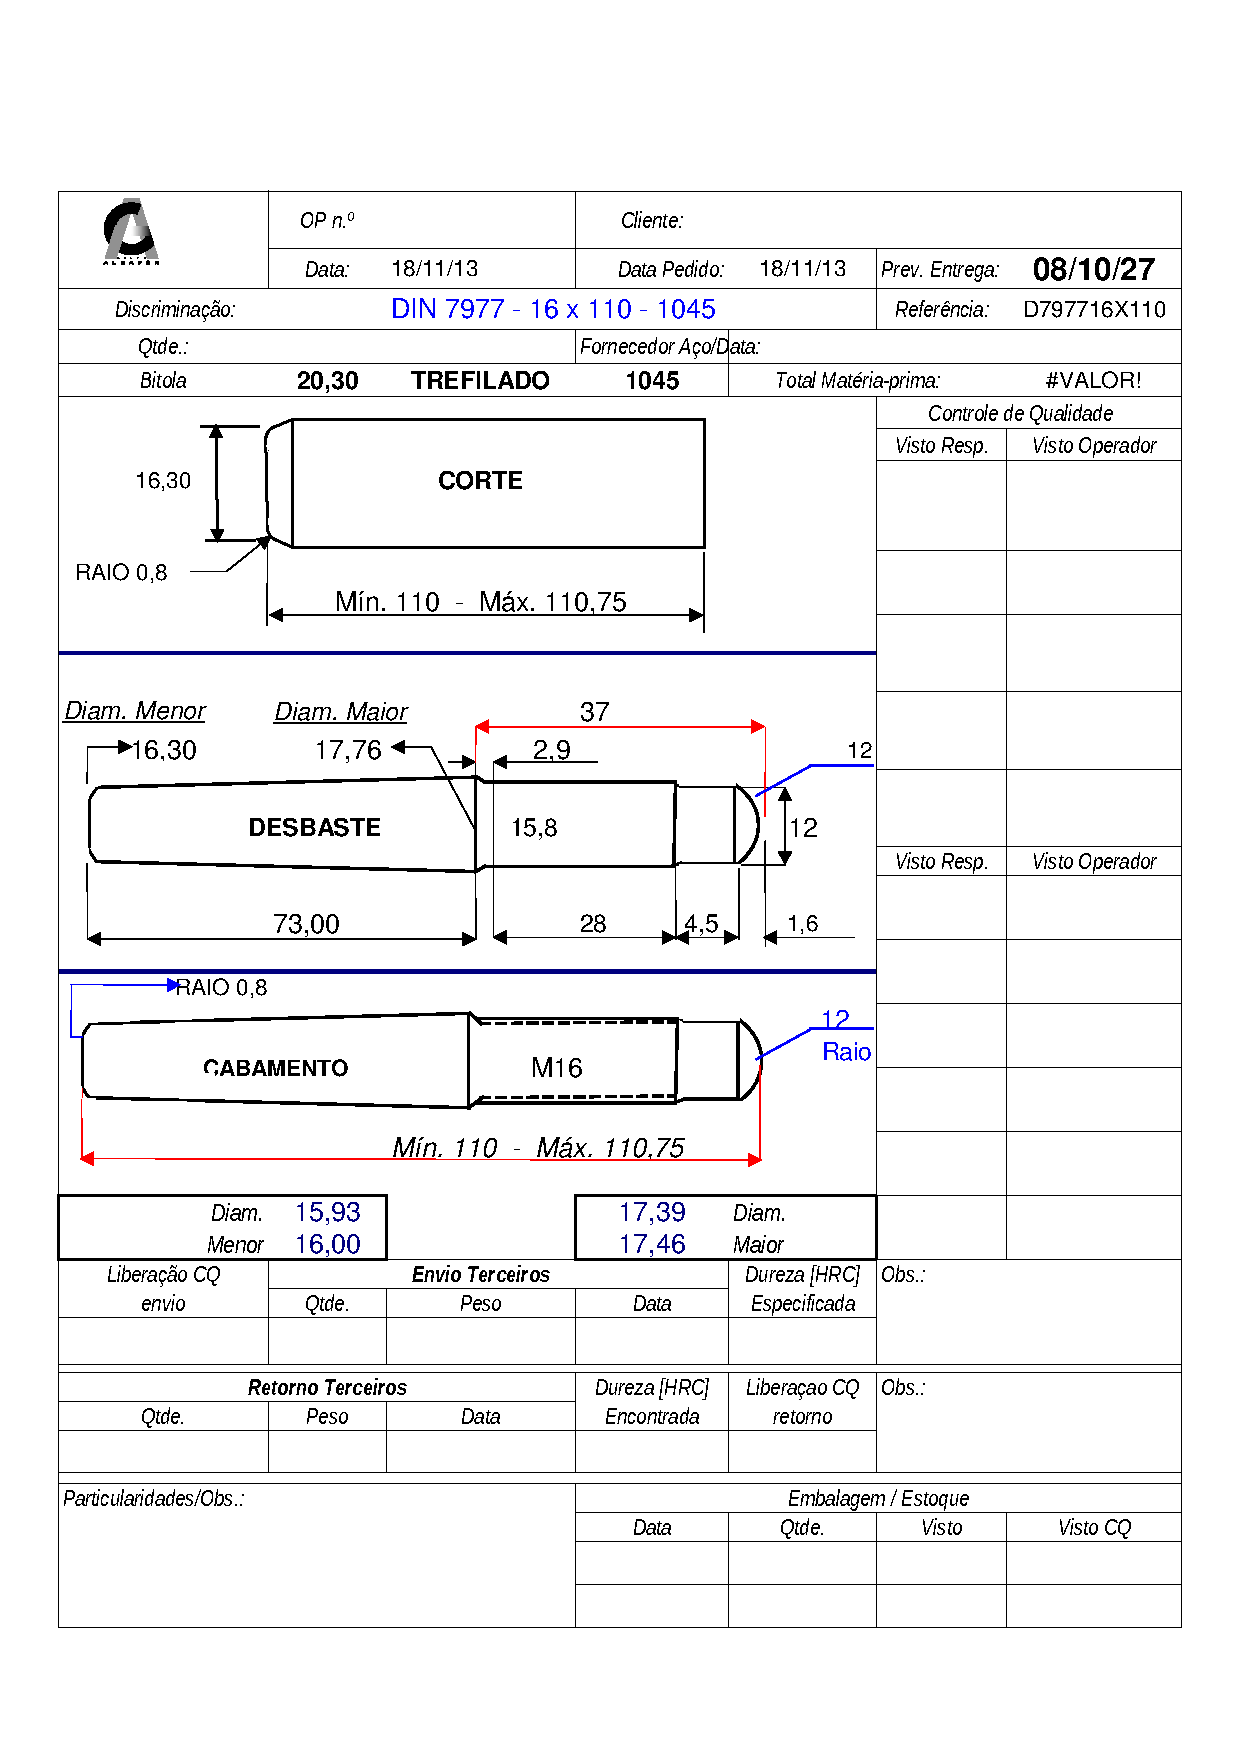 ALBAFER
OP n.º
Cliente:
Data: 18/11/13 Data Pedido: 18/11/13 Prev. Entrega: 08/10/27
Discriminação: DIN 7977 - 16 x 110 - 1045 Referência: D797716X110
Qtde.: Fornecedor Aço/Data:
Bitola 20,30 TREFILADO 1045 Total Matéria-prima: #VALOR!
Controle de Qualidade
Visto Resp. Visto Operador
16,30 CORTE
RAIO 0,8
Mín. 110 - Máx. 110,75
Diam. Menor Diam. Maior 37
16,30 17,76 2,9 12
DESBASTE 15,8 12
Visto Resp. Visto Operador
73,00 28 4,5 1,6
RAIO 0,8
12
Raio
CABAMENTO M16
Mín. 110 - Máx. 110,75
Diam. 15,93 17,39 Diam.
Menor 16,00 17,46 Maior
Liberação CQ Envio Terceiros Dureza [HRC] Obs.:
envio Qtde. Peso Data Especificada
Retorno Terceiros Dureza [HRC] Liberaçao CQ Obs.:
Qtde. Peso Data Encontrada retorno
Particularidades/Obs.: Embalagem / Estoque
Data Qtde. Visto Visto CQ